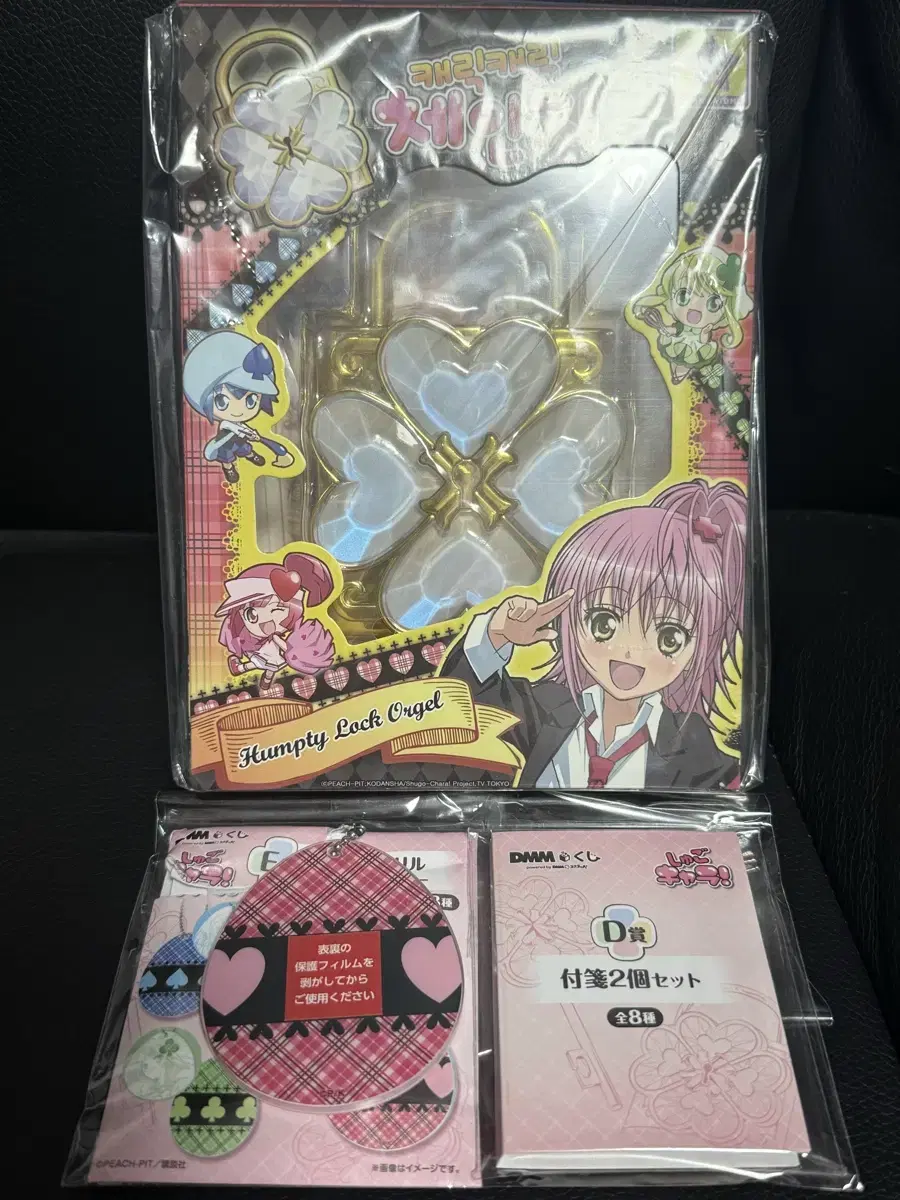 캐릭캐릭
체인
Humpty Lock Orgel
©PEACH-PIT,KODANSHA/Shugo-Chara! Project,TV TOKYO
DMM くじ
しゅご
キャラ!
E
リル
DMM くじ
しゅご
キャラ!
D賞
付箋2個セット
全8種
表裏の
保護フィルムを
剥がしてから
ご使用ください
©P/K
©PEACH-PIT/講談社
※画像はイメージです。